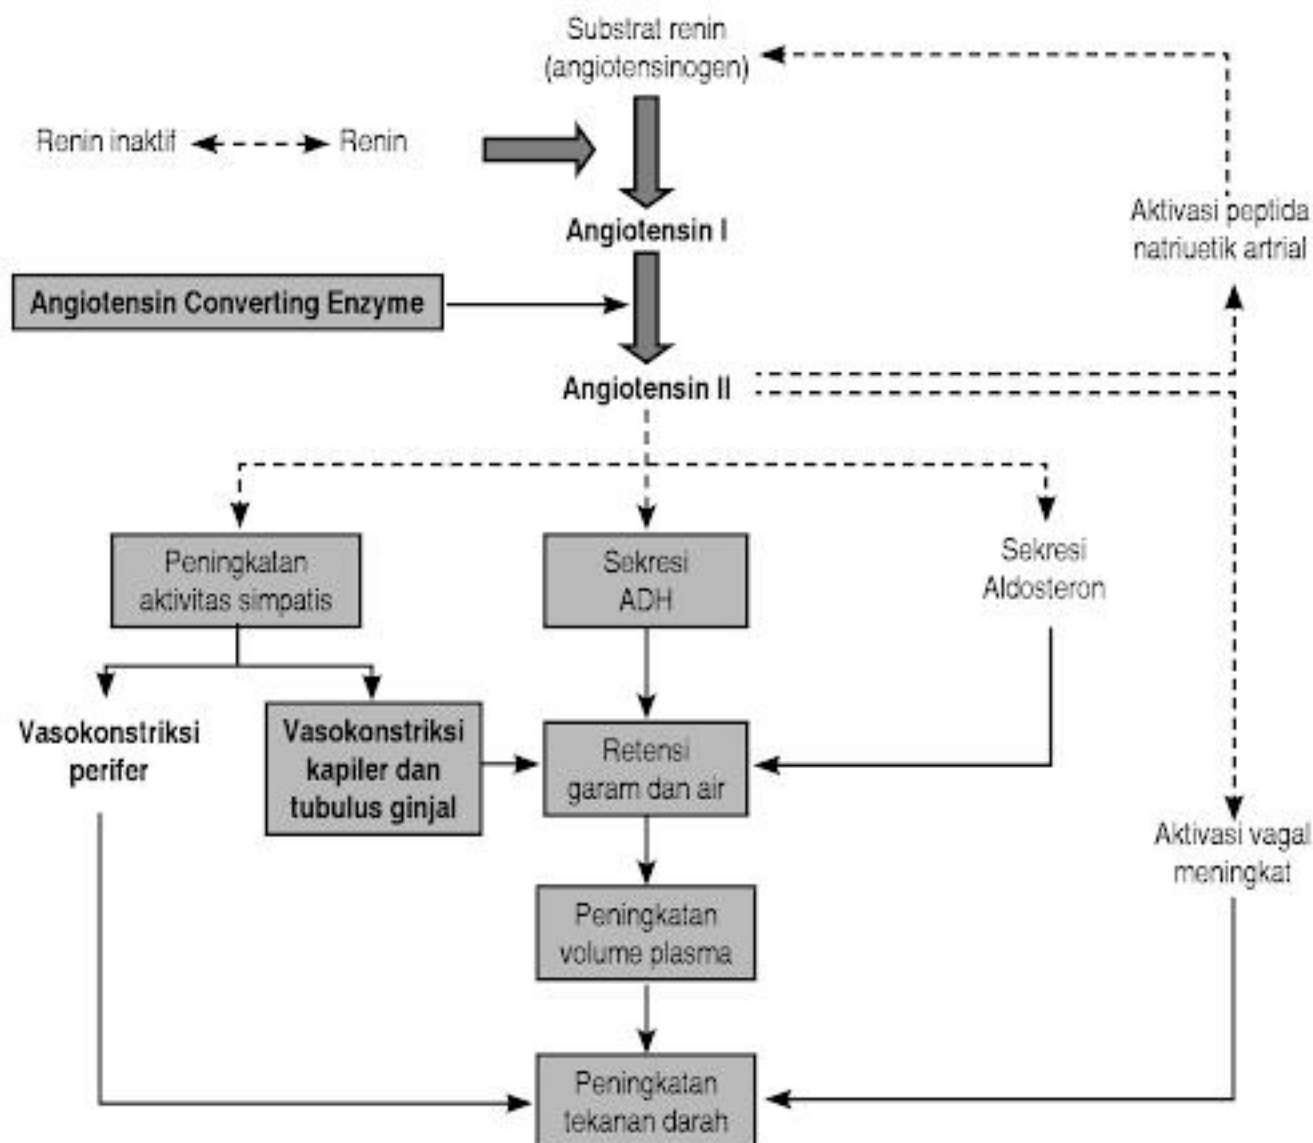 Substrat renin
(angiotensinogen)
Renin inaktif
Renin
Angiotensin I
Aktivasi peptida
natriuetik artrial
Angiotensin Converting Enzyme
Angiotensin II
Peningkatan
aktivitas simpatis
Sekresi
ADH
Sekresi
Aldosteron
Vasokonstriksi
perifer
Vasokonstriksi
kapiler dan
tubulus ginjal
Retensi
garam dan air
Aktivasi vagal
meningkat
Peningkatan
volume plasma
Peningkatan
tekanan darah